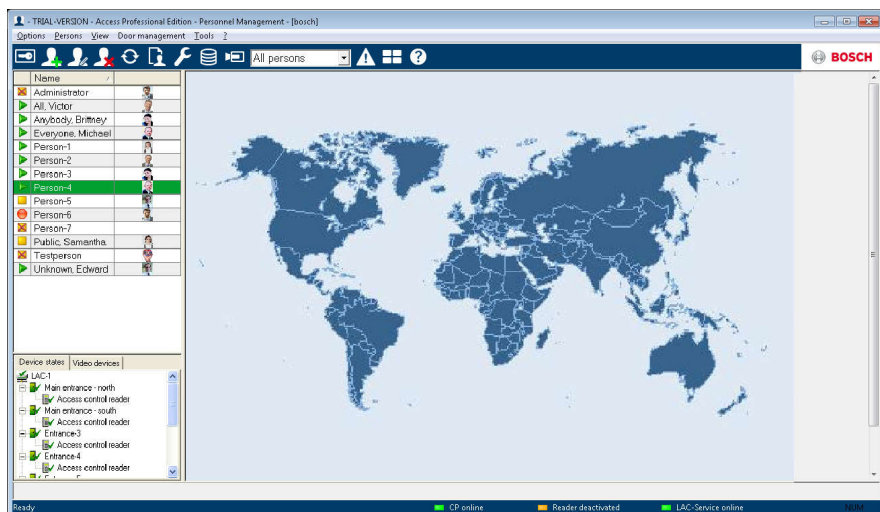 - TRIAL-VERSION - Access Professional Edition - Personnel Management - [bosch]
Options Persons View Door management Tools ?
All persons
BOSCH
Name
Administrator
All, Victor
Anybody, Brittney
Everyone, Michael
Person-1
Person-2
Person-3
Person-4
Person-5
Person-6
Person-7
Public, Samantha
Testperson
Unknown, Edward
Device states Video devices
LAC-1
Main entrance - north
Access control reader
Main entrance - south
Access control reader
Entrance-3
Access control reader
Entrance-4
Access control reader
Ready CP online Reader deactivated LAC-Service online NUM